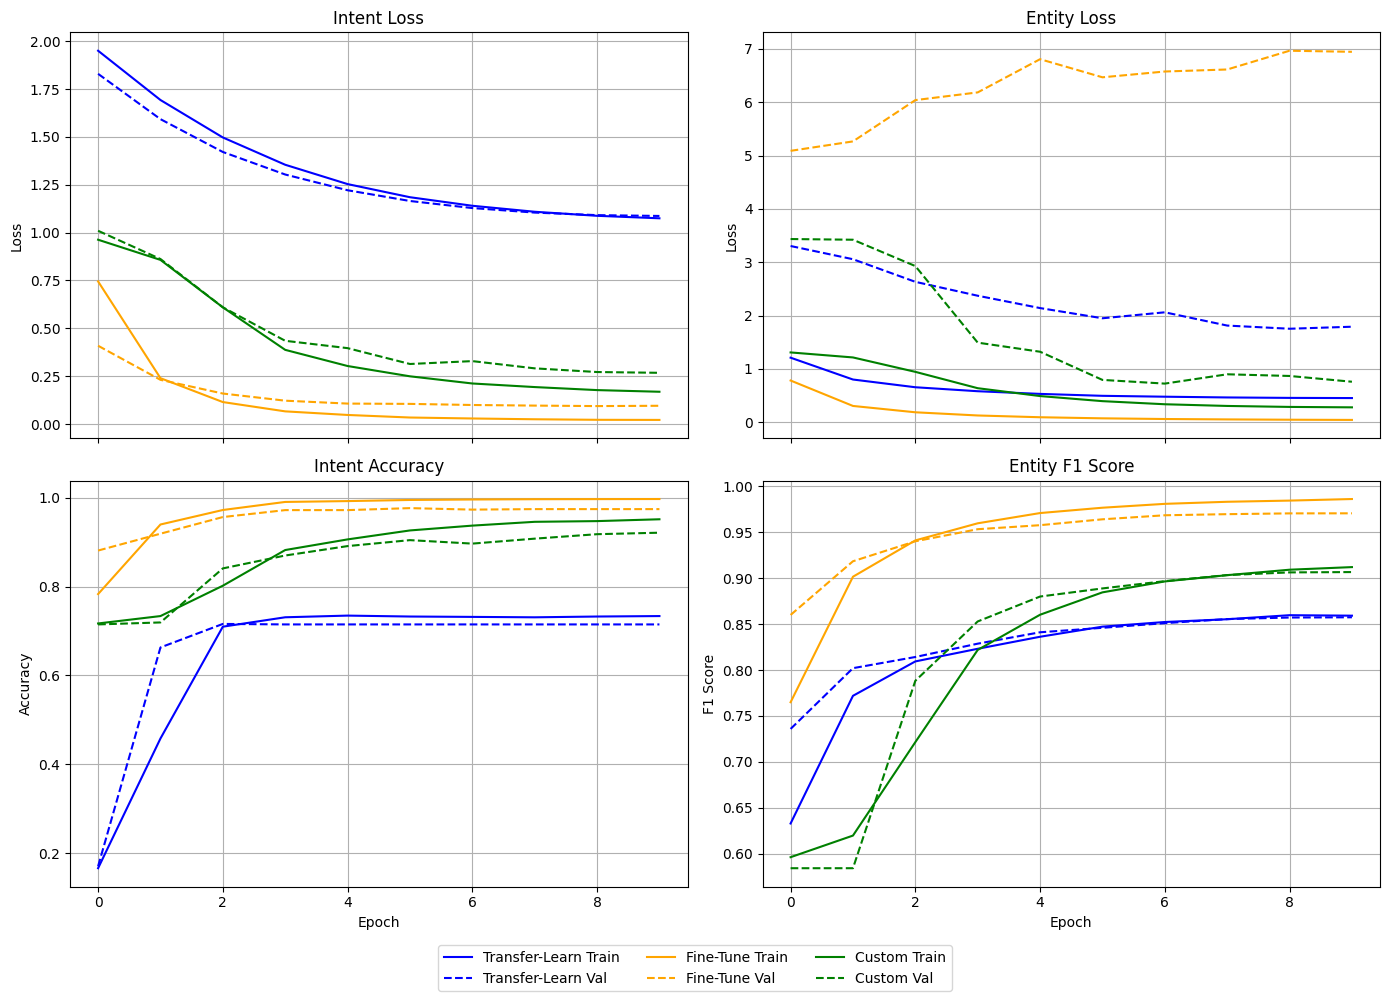 Intent Loss
2.00
1.75
1.50
1.25
1.00
0.75
0.50
0.25
0.00
Loss
Entity Loss
7
6
5
4
3
2
1
0
Loss
Intent Accuracy
1.0
0.8
0.6
0.4
0.2
Accuracy
0 2 4 6 8
Epoch
Entity F1 Score
1.00
0.95
0.90
0.85
0.80
0.75
0.70
0.65
0.60
F1 Score
0 2 4 6 8
Epoch
Transfer-Learn Train Fine-Tune Train Custom Train
Transfer-Learn Val Fine-Tune Val Custom Val